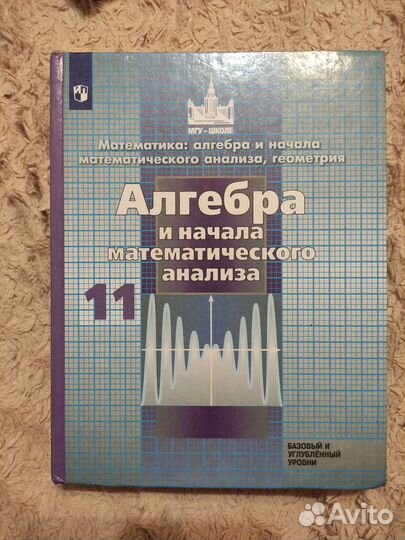 МГУ – ШКОЛЕ
Математика: алгебра и начала
математического анализа, геометрия
Алгебра
и начала
математического
анализа
11
БАЗОВЫЙ И
УГЛУБЛЁННЫЙ
УРОВНИ
Avito